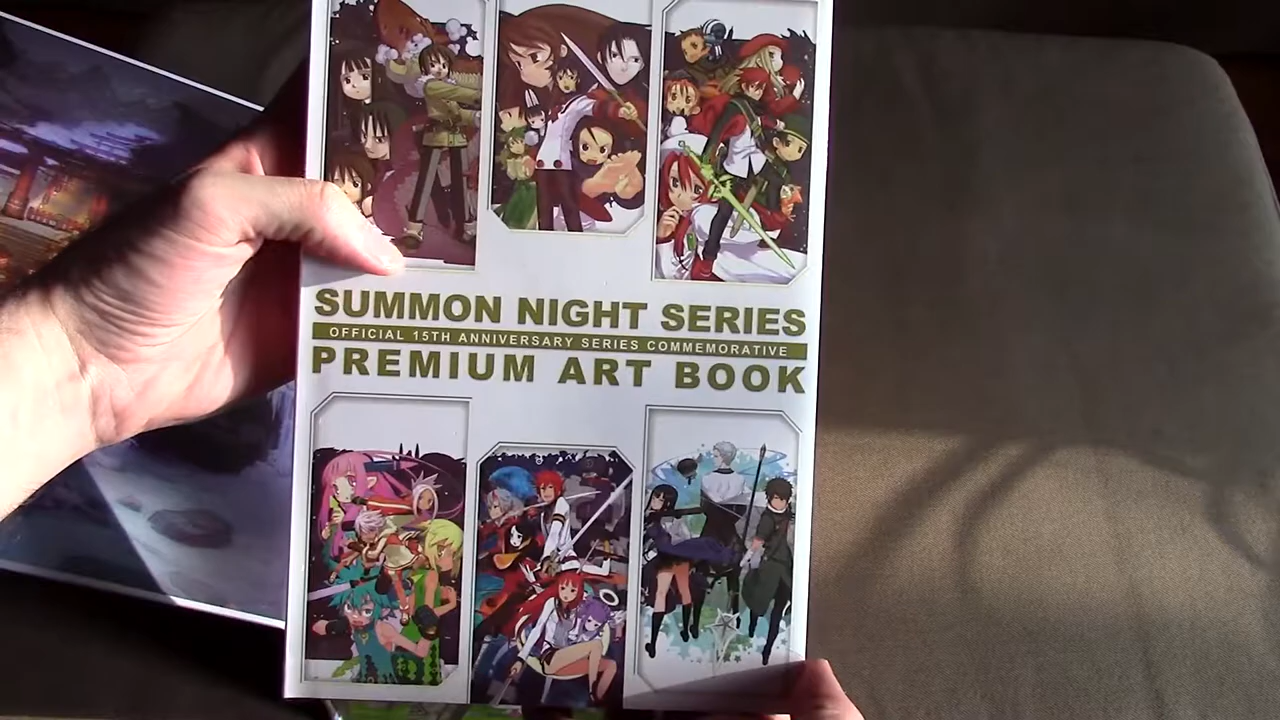 SUMMON NIGHT SERIES
OFFICIAL 15TH ANNIVERSARY SERIES COMMEMORATIVE
PREMIUM ART BOOK